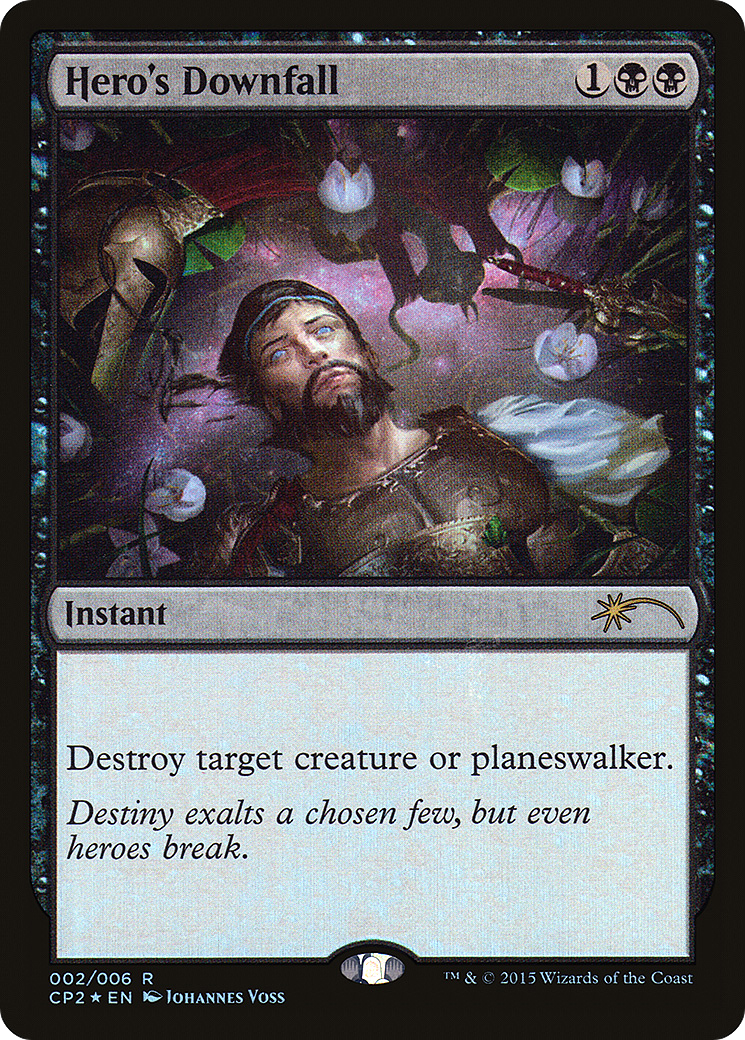 Hero's Downfall 1
Instant
Destroy target creature or planeswalker.
Destiny exalts a chosen few, but even
heroes break.
002/006 R ™ & © 2015 Wizards of the Coast
CP2 ★ EN Johannes Voss